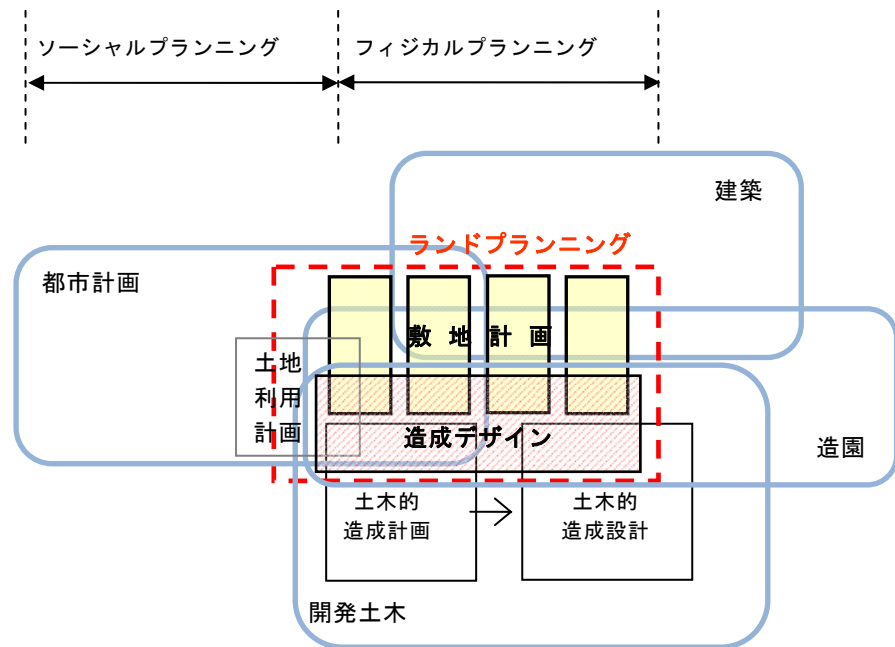 ソーシャルプランニング
フィジカルプランニング
建築
ランドプランニング
都市計画
敷地計画
土地
利用
計画
造成デザイン
造園
土木的
造成計画
土木的
造成設計
開発土木